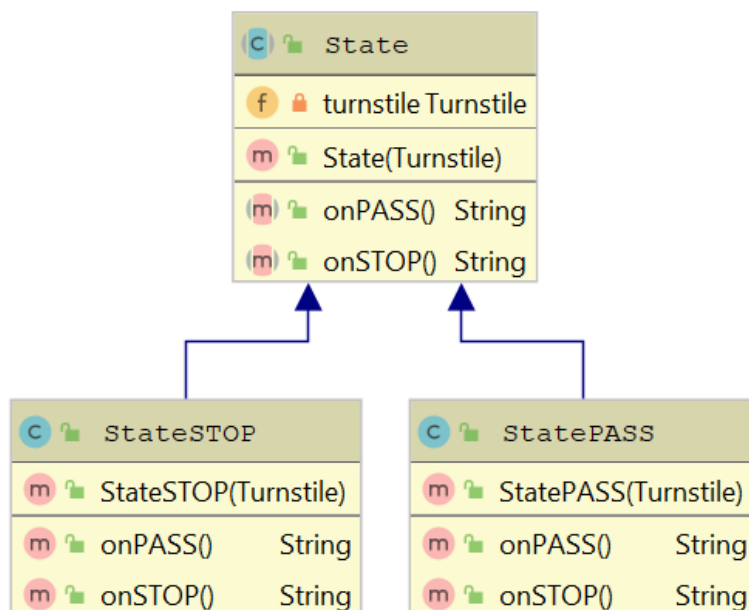 C State
f turnstile Turnstile
m State(Turnstile)
m onPASS() String
m onSTOP() String
C StateSTOP
m StateSTOP(Turnstile)
m onPASS() String
m onSTOP() String
C StatePASS
m StatePASS(Turnstile)
m onPASS() String
m onSTOP() String